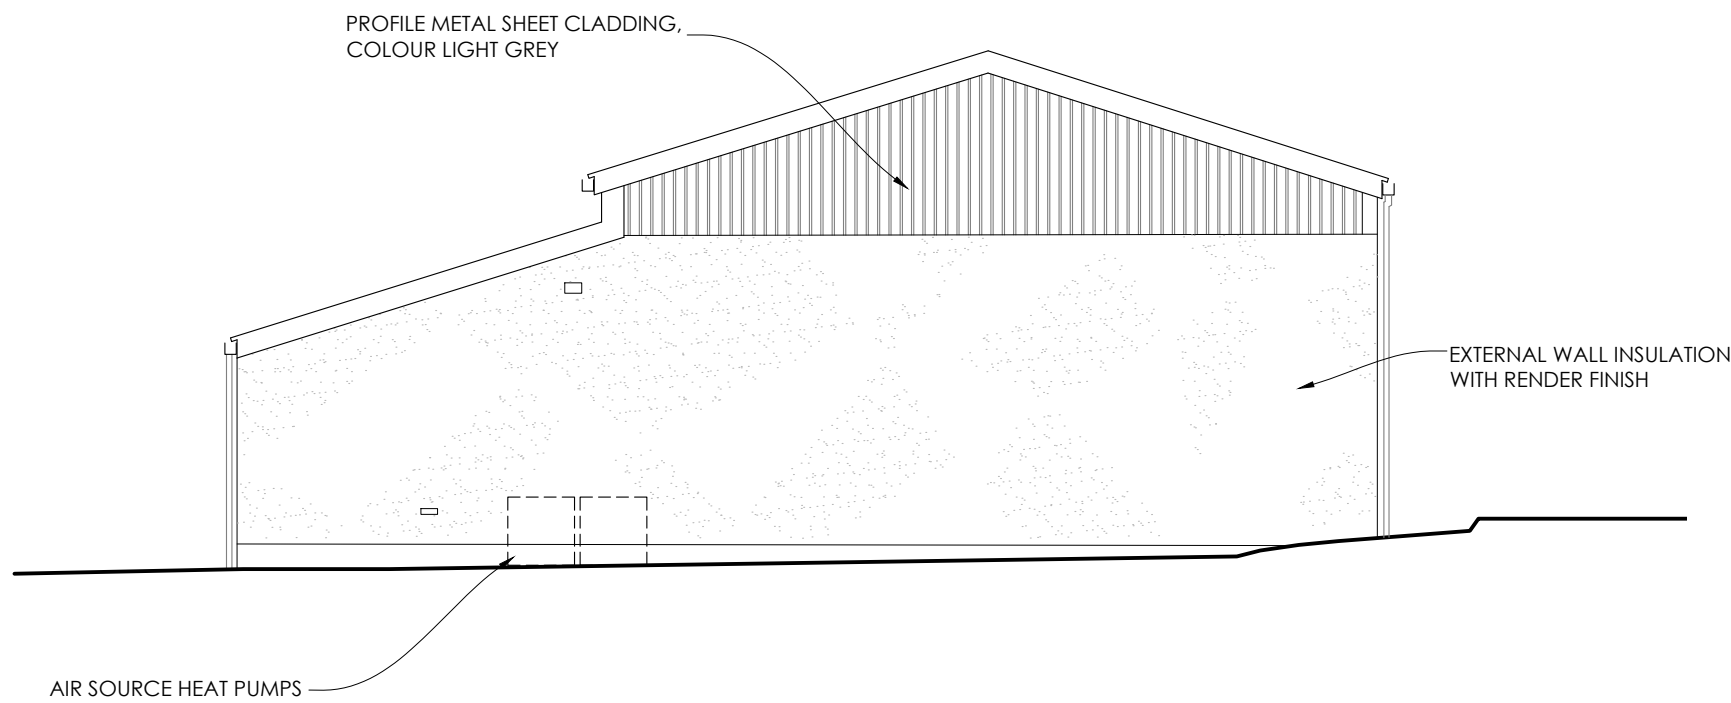 PROFILE METAL SHEET CLADDING,
COLOUR LIGHT GREY
EXTERNAL WALL INSULATION
WITH RENDER FINISH
AIR SOURCE HEAT PUMPS